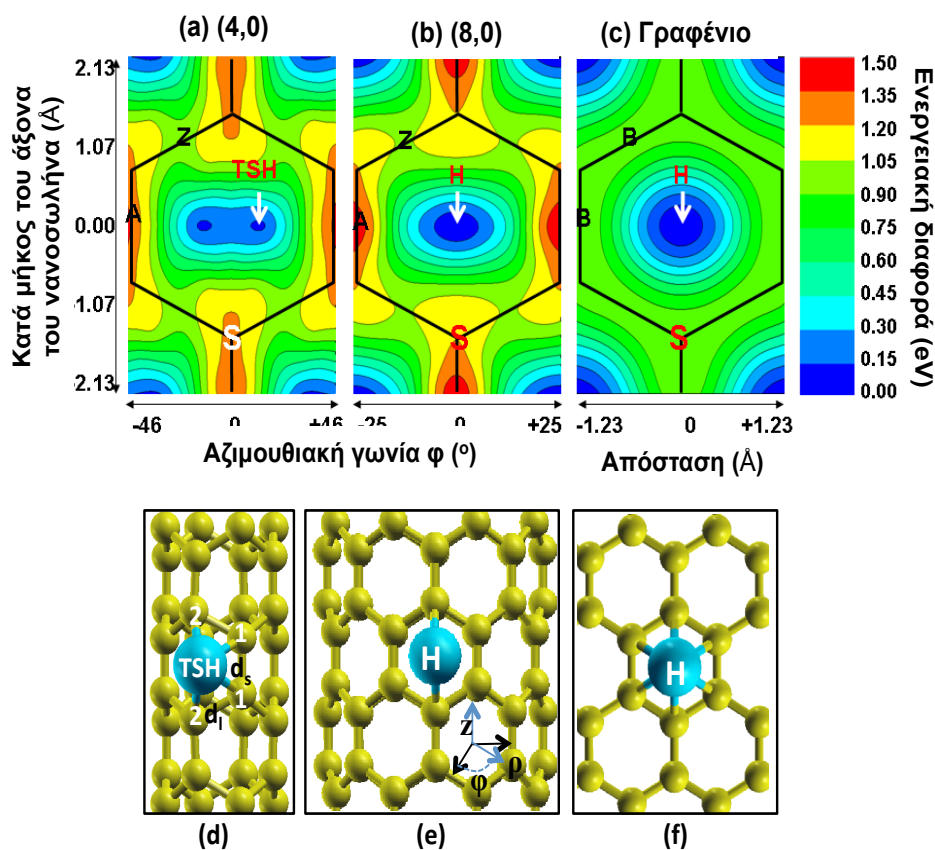 (a) (4,0)
(b) (8,0)
(c) Γραφένιο
Κατά μήκος του άξονα
του νανοσωλήνα (Å)
2.13
1.07
0.00
1.07
2.13
Z
TSH
A
S
Z
H
A
S
B
H
B
S
1.50
1.35
1.20
1.05
0.90
0.75
0.60
0.45
0.30
0.15
0.00
Ενεργειακή διαφορά (eV)
-46 0 +46
-25 0 +25
-1.23 0 +1.23
Αζιμουθιακή γωνία φ (º)
Απόσταση (Å)
2
1
TSH
ds
2
1
dl
H
z
ρ
φ
H
(d)
(e)
(f)